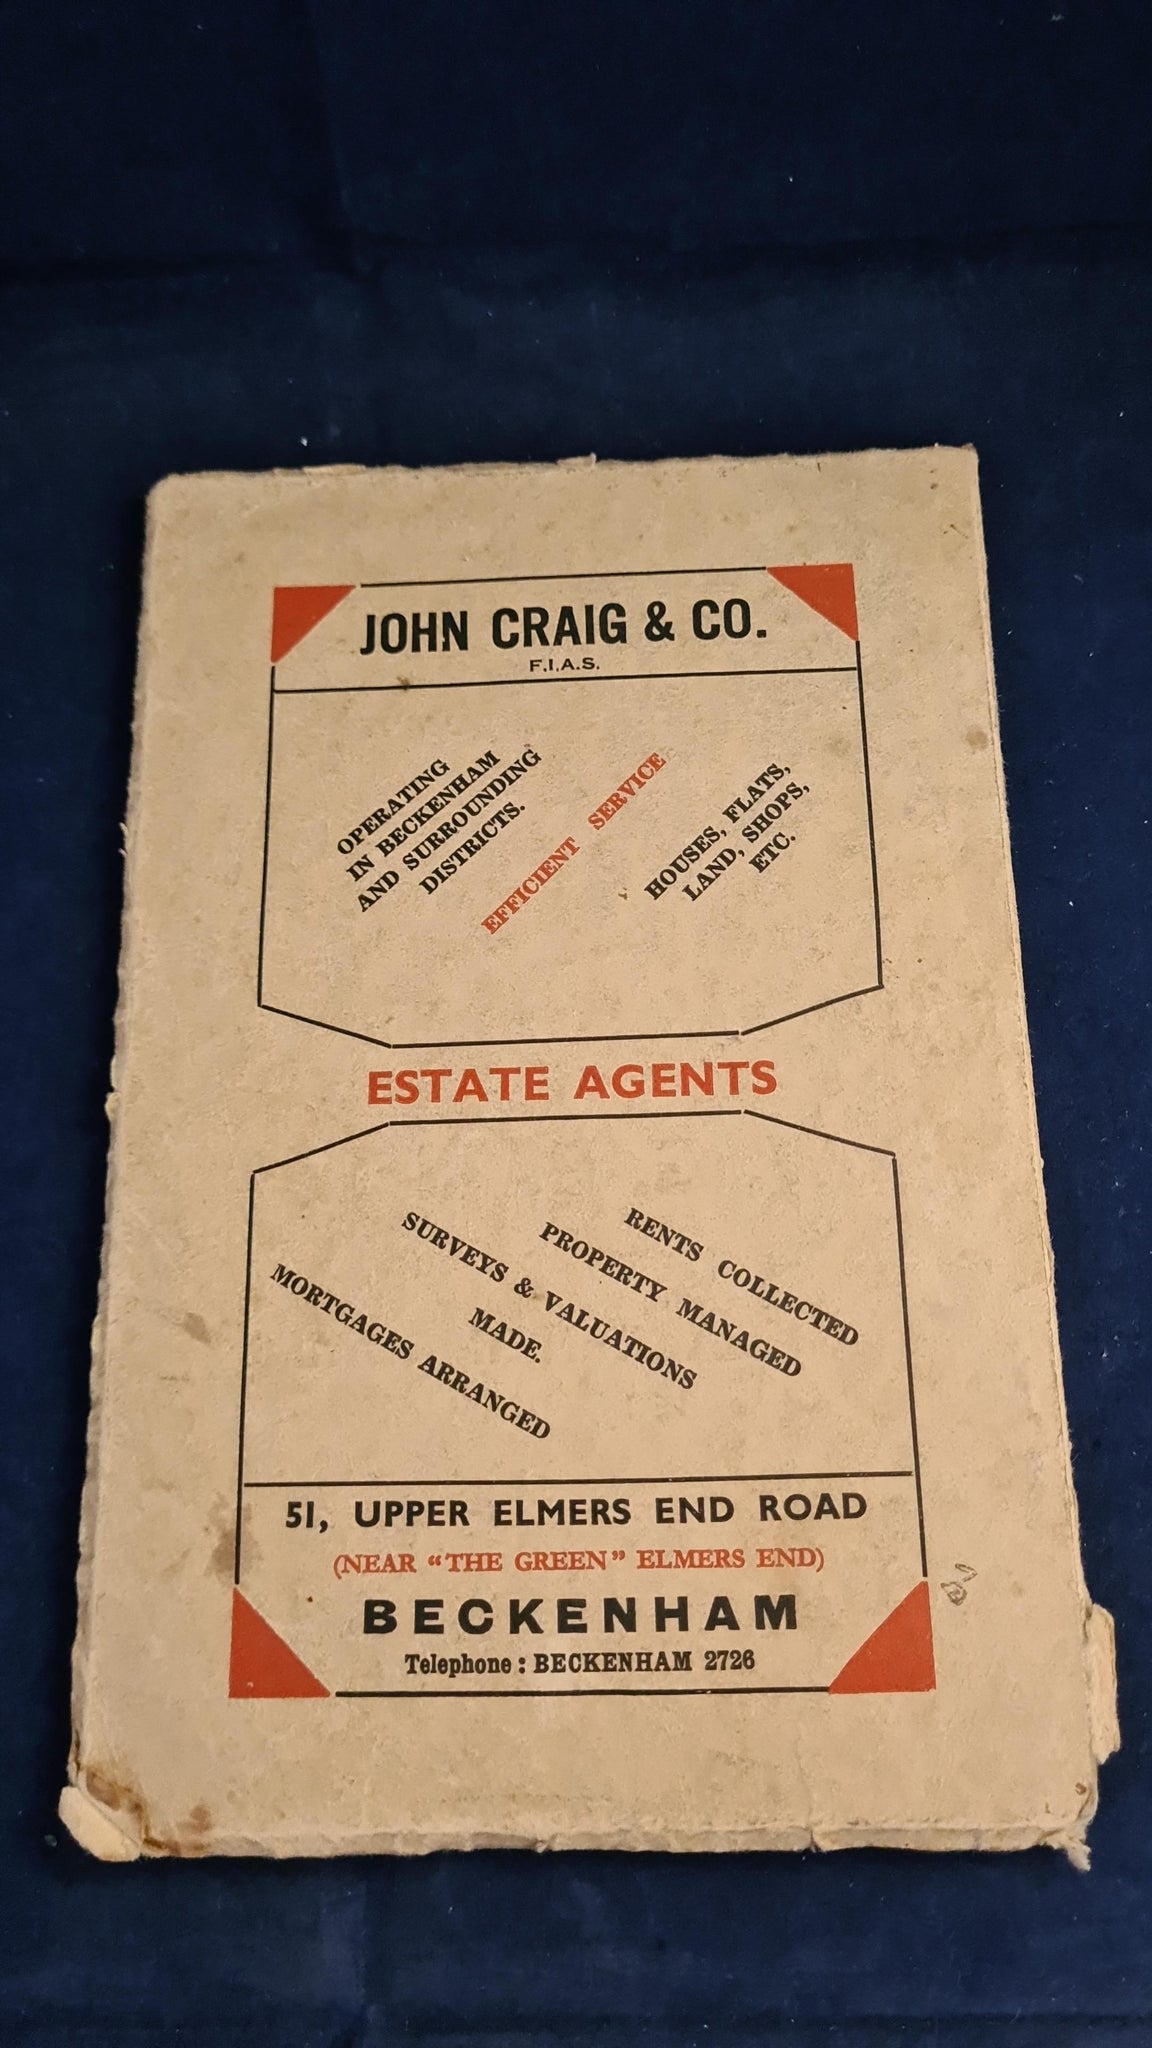 JOHN CRAIG & CO.
F.I.A.S.
OPERATING
IN BECKENHAM
AND SURROUNDING
DISTRICTS.
EFFICIENT SERVICE
HOUSES, FLATS,
LAND, SHOPS,
ETC.
ESTATE AGENTS
RENTS COLLECTED
PROPERTY MANAGED
SURVEYS & VALUATIONS
MADE.
MORTGAGES ARRANGED
51, UPPER ELMERS END ROAD
(NEAR "THE GREEN" ELMERS END)
BECKENHAM
Telephone : BECKENHAM 2726